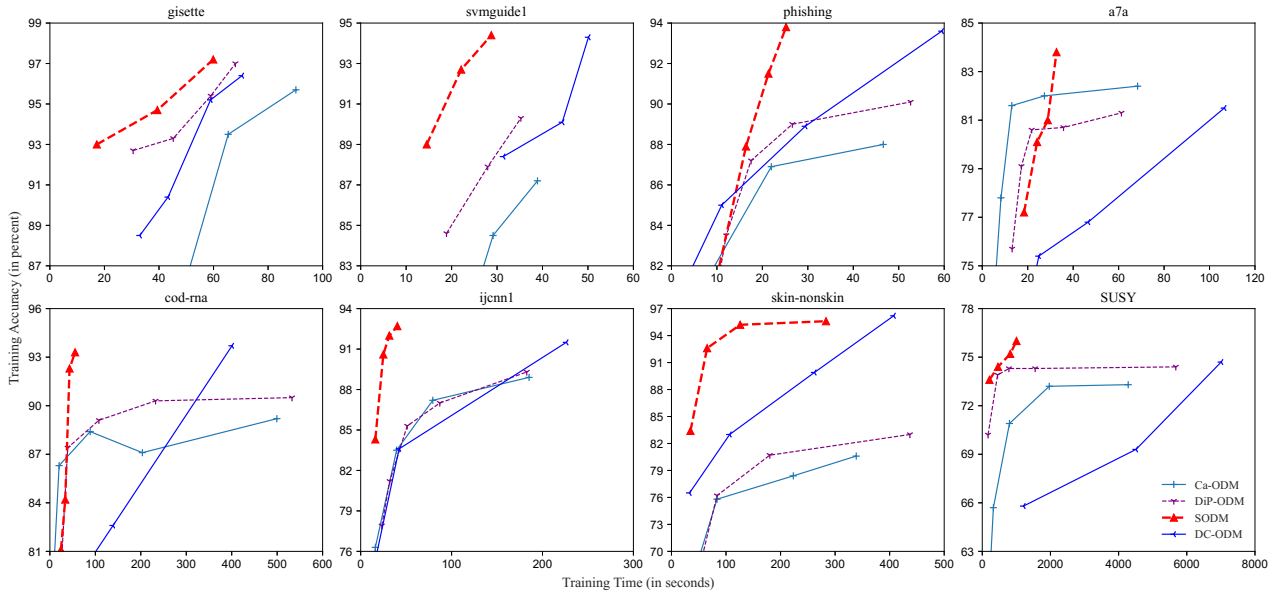 gisette
svmguide1
phishing
a7a
99
97
95
93
91
89
87
0 20 40 60 80 100
95
93
91
89
87
85
83
0 10 20 30 40 50 60
94
92
90
88
86
84
82
0 10 20 30 40 50 60
85
83
81
79
77
75
0 20 40 60 80 100 120
Training Accuracy (in percent)
cod-rna
ijcnn1
skin-nonskin
SUSY
96
93
90
87
84
81
0 100 200 300 400 500 600
94
91
88
85
82
79
76
0 100 200 300
97
94
91
88
85
82
79
76
73
70
0 100 200 300 400 500
78
75
72
69
66
63
0 2000 4000 6000 8000
Ca-ODM
DiP-ODM
SODM
DC-ODM
Training Time (in seconds)